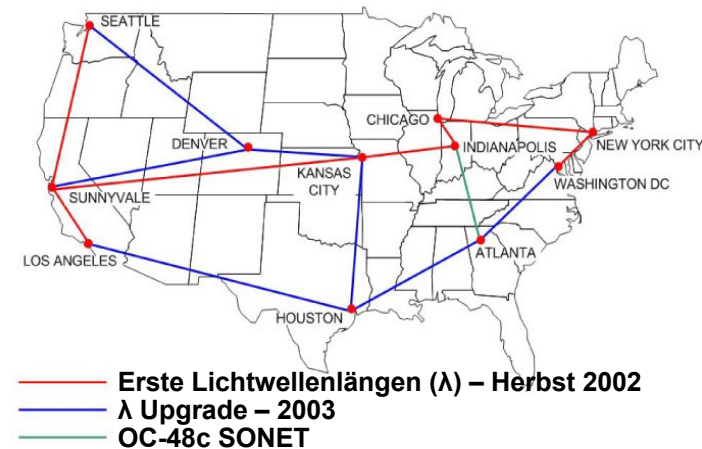 SEATTLE
CHICAGO
DENVER
INDIANAPOLIS
NEW YORK CITY
KANSAS
CITY
WASHINGTON DC
SUNNYVALE
ATLANTA
LOS ANGELES
HOUSTON
Erste Lichtwellenlängen (λ) – Herbst 2002
λ Upgrade – 2003
OC-48c SONET